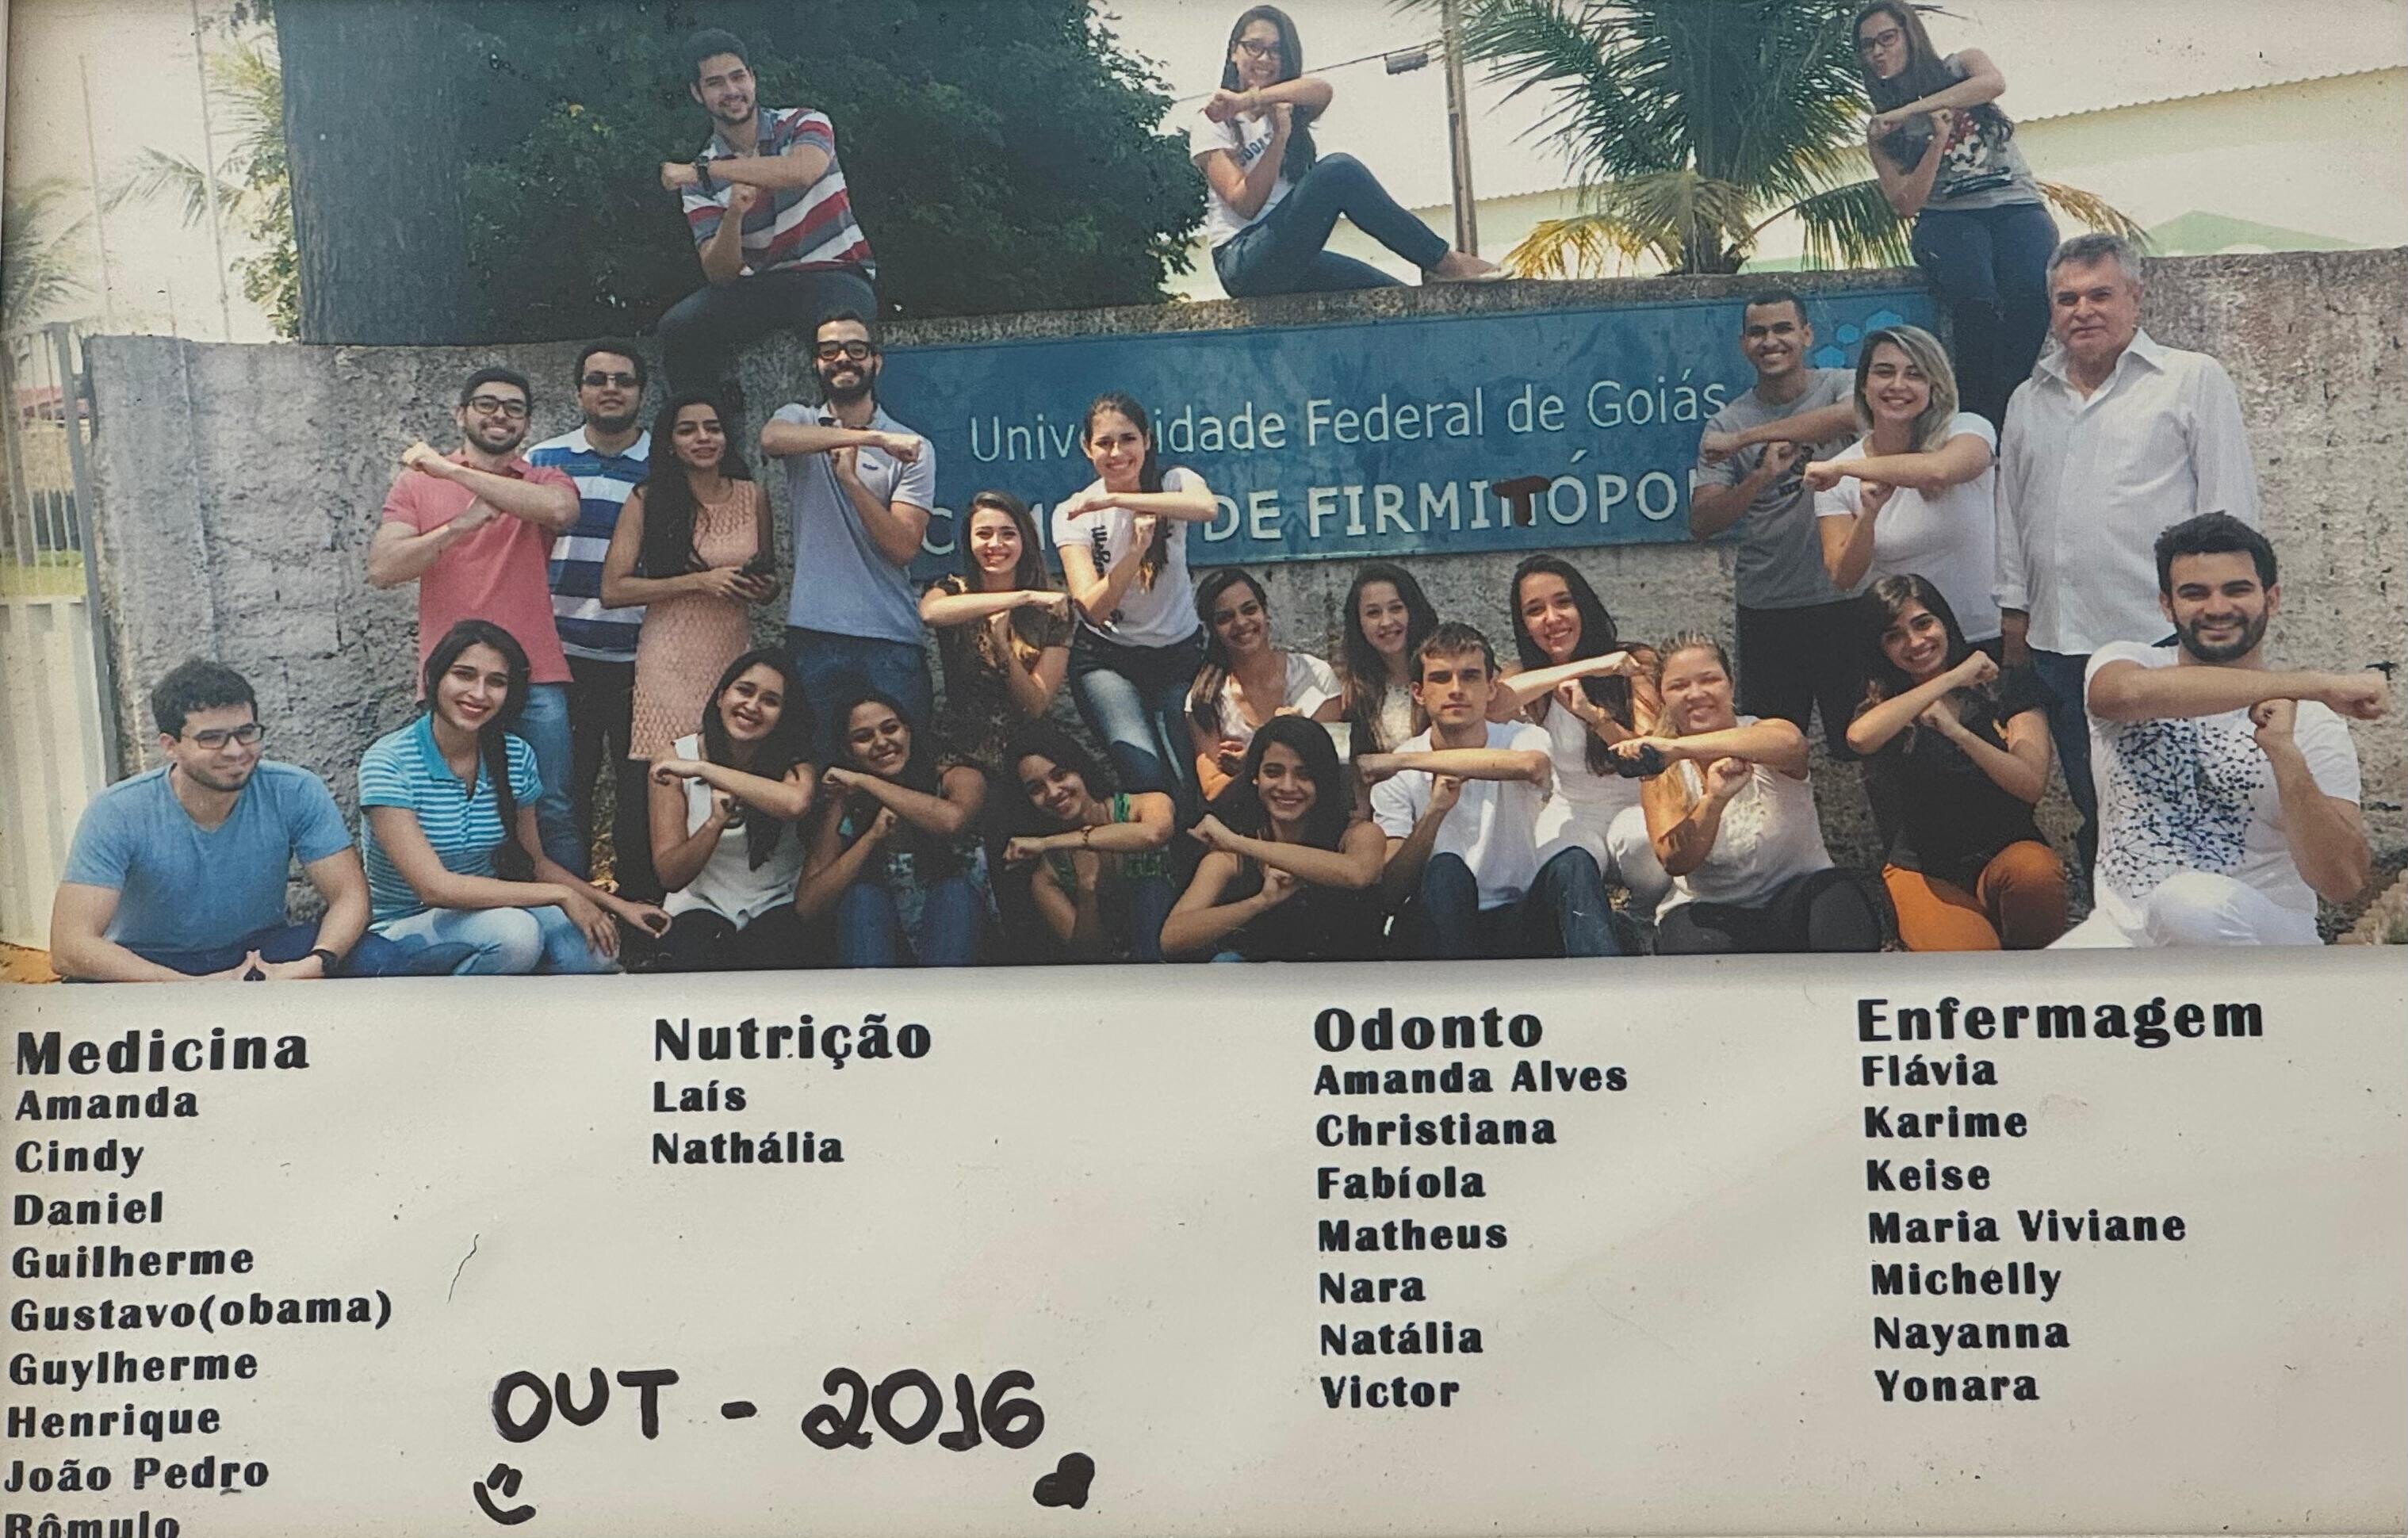 Universidade Federal de Goiás
DE FIRMITÓPOL
Medicina
Amanda
Cindy
Daniel
Guilherme
Gustavo(obama)
Guylherme
Henrique
João Pedro
Rômulo
Nutrição
Laís
Nathália
Odonto
Amanda Alves
Christiana
Fabíola
Matheus
Nara
Natália
Victor
Enfermagem
Flávia
Karime
Keise
Maria Viviane
Michelly
Nayanna
Yonara
OUT - 2016